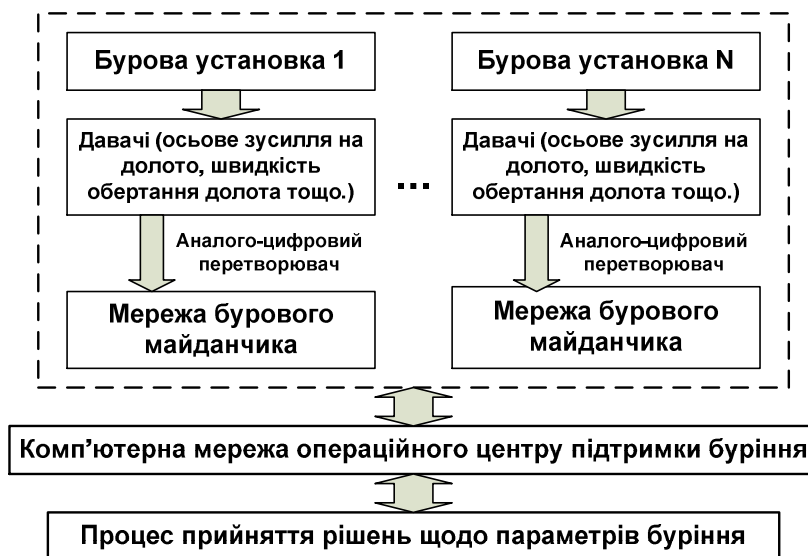 Бурова установка 1
Давачі (осьове зусилля на
долото, швидкість
обертання долота тощо.)
Аналого-цифровий
перетворювач
Мережа бурового
майданчика
...
Бурова установка N
Давачі (осьове зусилля на
долото, швидкість
обертання долота тощо.)
Аналого-цифровий
перетворювач
Мережа бурового
майданчика
Комп’ютерна мережа операційного центру підтримки буріння
Процес прийняття рішень щодо параметрів буріння